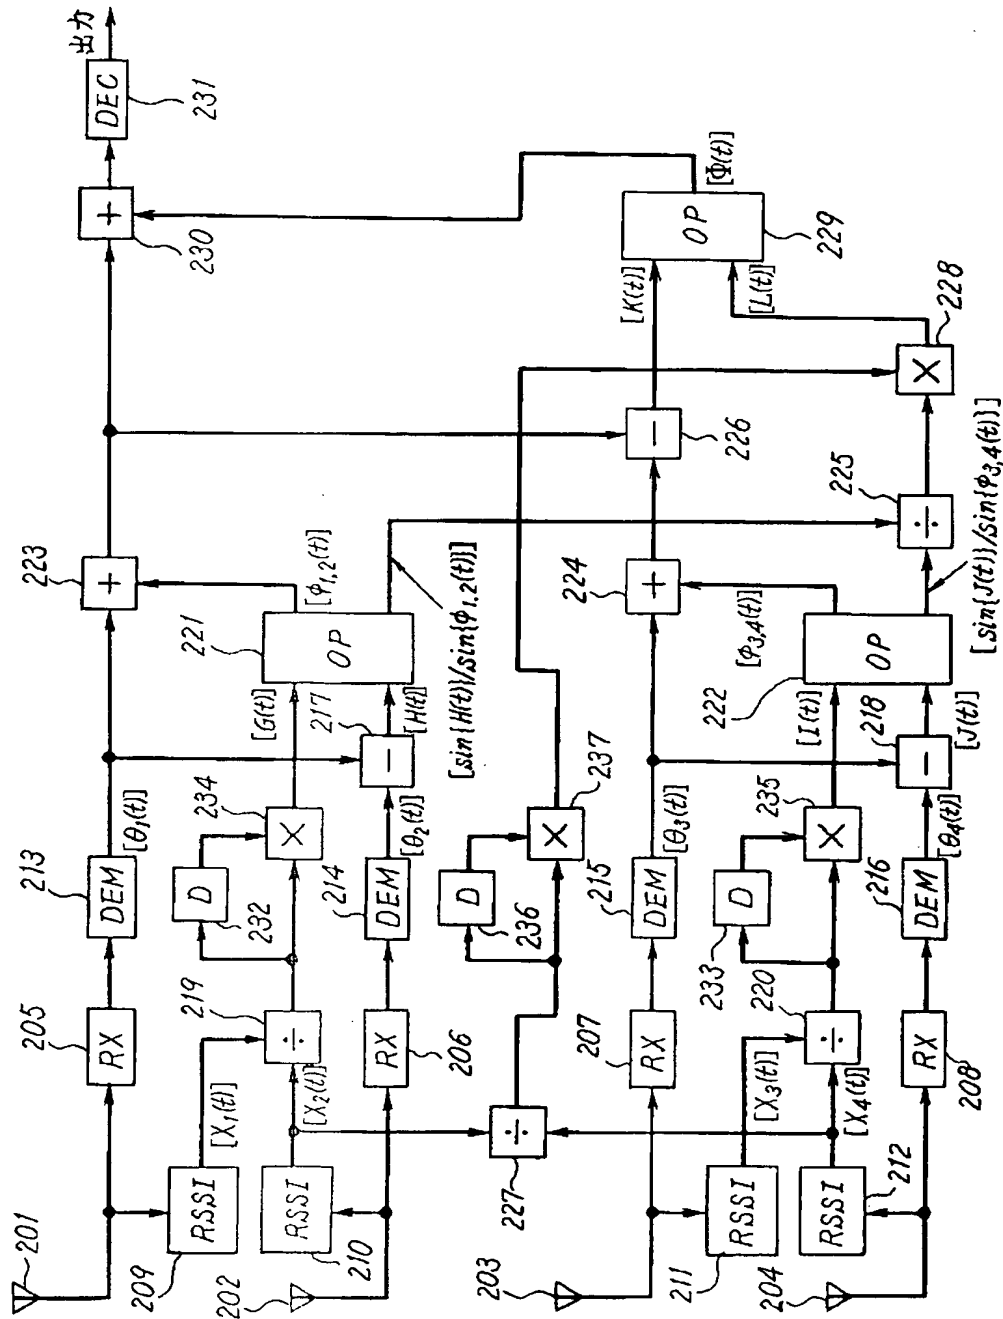 201
205
RX
213
DEM
[θ1(t)]
223
+
230
+
DEC
231
出力
209
RSSI
[X1(t)]
219
÷
D
232
234
×
[G(t)]
221
OP
[ϕ1,2(t)]
202
210
RSSI
[X2(t)]
206
RX
214
DEM
[θ2(t)]
217
−
[H(t)]
[sin{H(t)}/sin{ϕ1,2(t)}]
227
÷
D
236
×
237
203
207
RX
215
DEM
[θ3(t)]
224
+
226
−
[K(t)]
OP
229
[Φ(t)]
[L(t)]
211
RSSI
[X3(t)]
220
÷
D
233
235
×
[I(t)]
222
OP
[ϕ3,4(t)]
204
212
RSSI
[X4(t)]
208
RX
216
DEM
[θ4(t)]
218
−
[J(t)]
[sin{J(t)}/sin{ϕ3,4(t)}]
225
÷
×
228